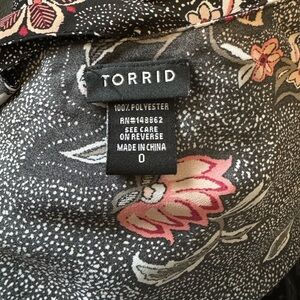 TORRID
100% POLYESTER
RN#148862
SEE CARE
ON REVERSE
MADE IN CHINA
0